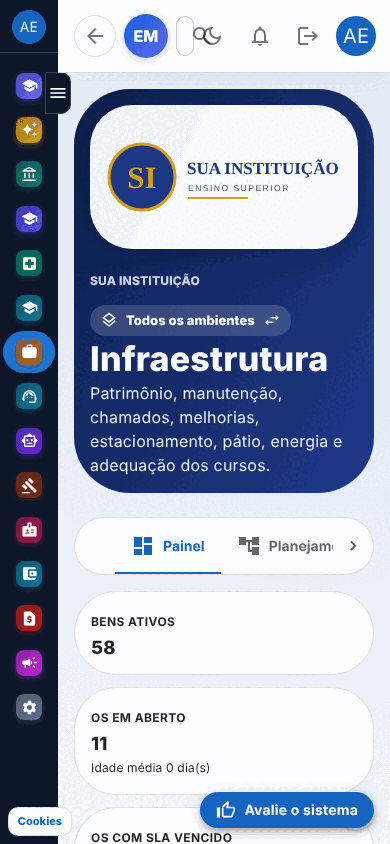 AE
EM
AE
SI
SUA INSTITUIÇÃO
ENSINO SUPERIOR
SUA INSTITUIÇÃO
Todos os ambientes
Infraestrutura
Patrimônio, manutenção,
chamados, melhorias,
estacionamento, pátio, energia e
adequação dos cursos.
Painel
BENS ATIVOS
58
OS EM ABERTO
11
Idade média 0 dia(s)
Avalie o sistema
Cookies
OS COM SLA VENCIDO